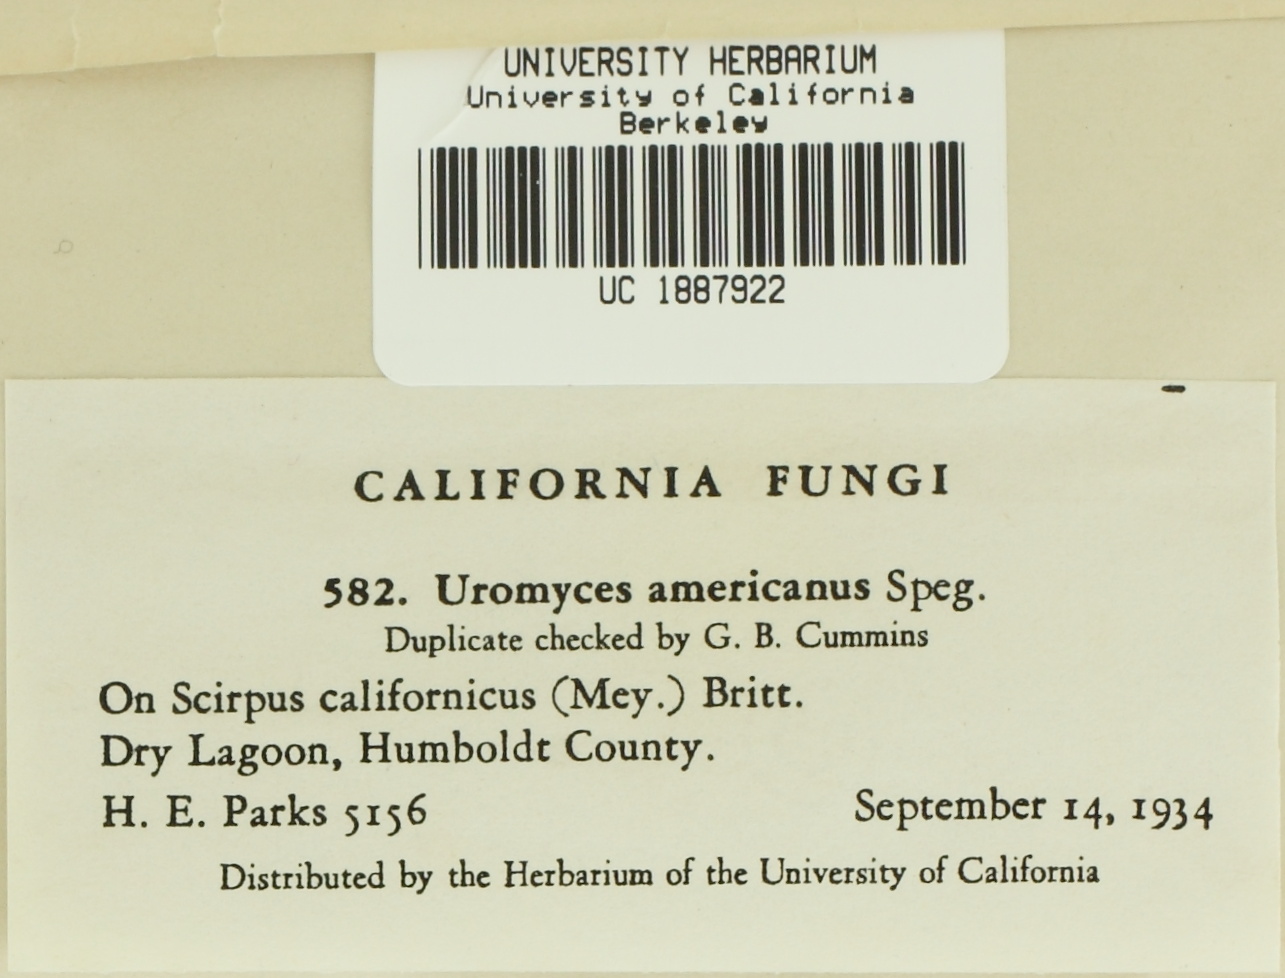 UNIVERSITY HERBARIUM
University of California
Berkeley
UC 1887922
CALIFORNIA FUNGI
582. Uromyces americanus Speg.
Duplicate checked by G. B. Cummins
On Scirpus californicus (Mey.) Britt.
Dry Lagoon, Humboldt County.
H. E. Parks 5156 September 14, 1934
Distributed by the Herbarium of the University of California